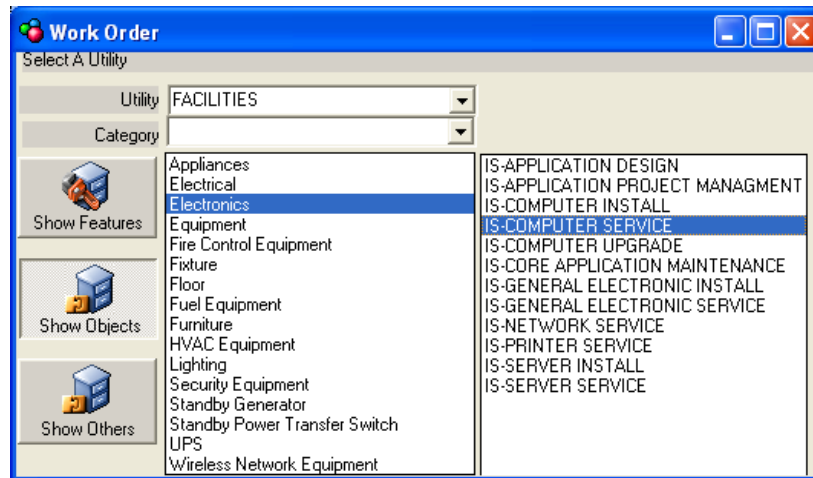 Work Order
Select A Utility
Utility FACILITIES
Category
Show Features
Show Objects
Show Others
Appliances
Electrical
Electronics
Equipment
Fire Control Equipment
Fixture
Floor
Fuel Equipment
Furniture
HVAC Equipment
Lighting
Security Equipment
Standby Generator
Standby Power Transfer Switch
UPS
Wireless Network Equipment
IS-APPLICATION DESIGN
IS-APPLICATION PROJECT MANAGMENT
IS-COMPUTER INSTALL
IS-COMPUTER SERVICE
IS-COMPUTER UPGRADE
IS-CORE APPLICATION MAINTENANCE
IS-GENERAL ELECTRONIC INSTALL
IS-GENERAL ELECTRONIC SERVICE
IS-NETWORK SERVICE
IS-PRINTER SERVICE
IS-SERVER INSTALL
IS-SERVER SERVICE